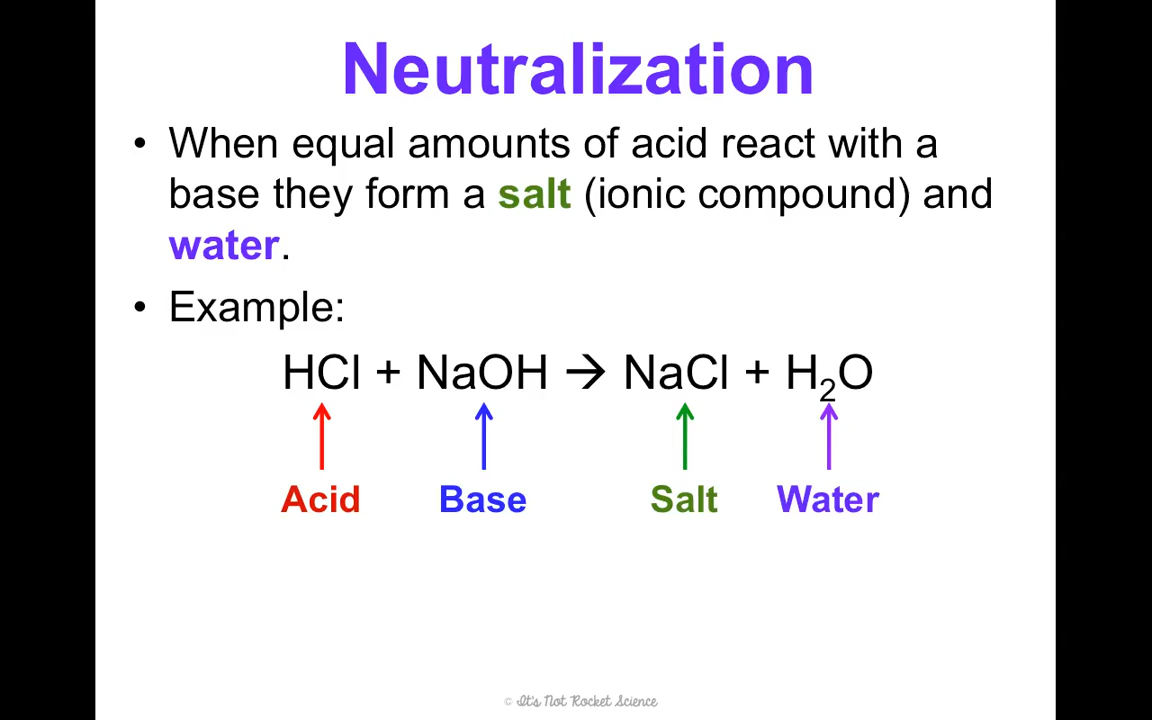 Neutralization
• When equal amounts of acid react with a
base they form a salt (ionic compound) and
water.
• Example:
HCl + NaOH → NaCl + H₂O
Acid Base Salt Water
© It's Not Rocket Science